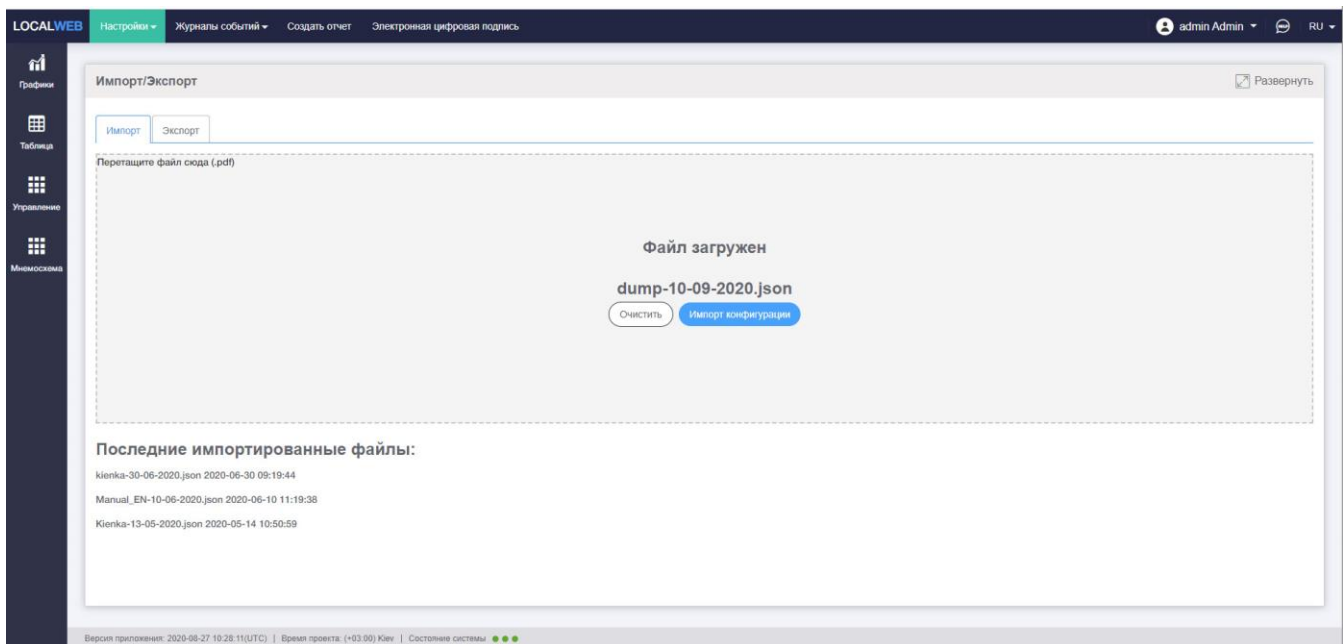 LOCALWEB Настройки Журналы событий Создать отчет Электронная цифровая подпись admin Admin RU
Графики
Таблица
Управление
Мнемосхема
Импорт/Экспорт Развернуть
Импорт Экспорт
Перетащите файл сюда (.pdf)
Файл загружен
dump-10-09-2020.json
Очистить Импорт конфигурации
Последние импортированные файлы:
kienka-30-06-2020.json 2020-06-30 09:19:44
Manual_EN-10-06-2020.json 2020-06-10 11:19:38
Kienka-13-05-2020.json 2020-05-14 10:50:59
Версия приложения: 2020-08-27 10:28:11(UTC) | Время проекта: (+03:00) Kiev | Состояние системы